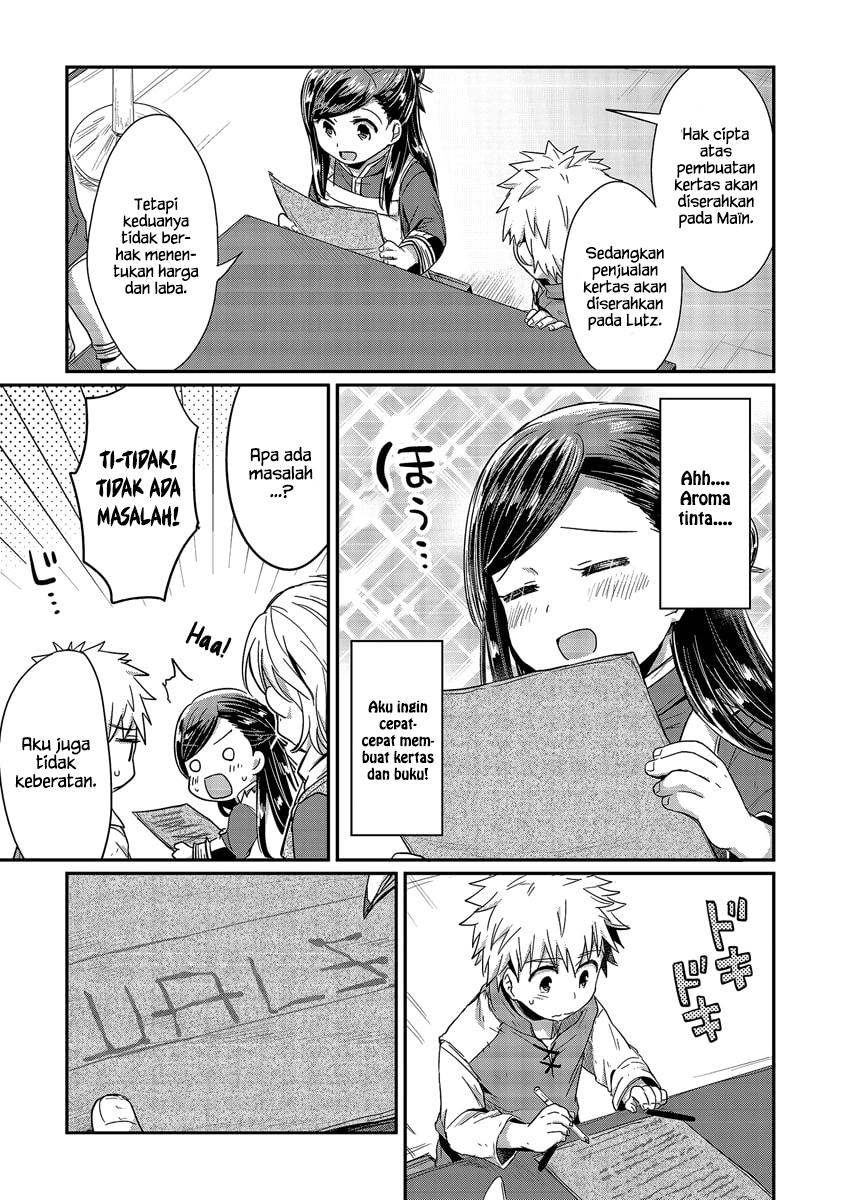 Hak cipta
atas
pembuatan
kertas akan
diserahkan
pada Maïn.
Sedangkan
penjualan
kertas akan
diserahkan
pada Lutz.
Tetapi
keduanya
tidak ber-
hak menen-
tukan harga
dan laba.
Ahh....
Aroma
tinta....
ほぅ…
Aku ingin
cepat-
cepat mem-
buat kertas
dan buku!
Apa ada
masalah
...?
TI-TIDAK!
TIDAK ADA
MASALAH!
じ…
Haa!
Aku juga
tidak
keberatan.
ドキ
ドキ